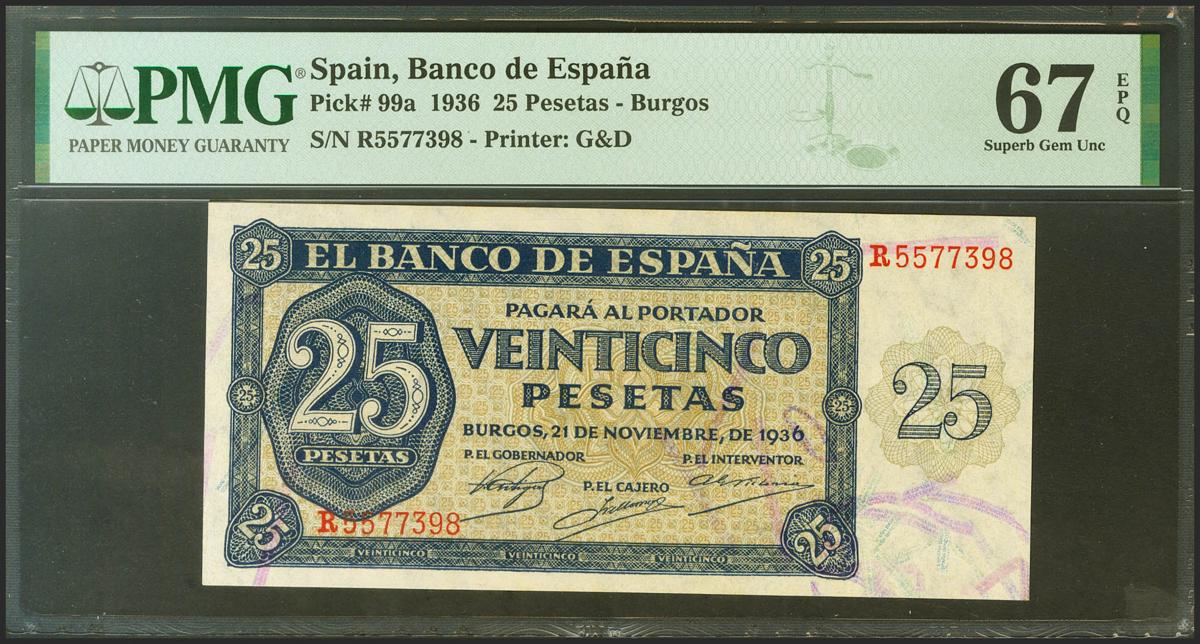 PMG®
PAPER MONEY GUARANTY
Spain, Banco de España
Pick# 99a 1936 25 Pesetas - Burgos
S/N R5577398 - Printer: G&D
67 EPQ
Superb Gem Unc
25 EL BANCO DE ESPAÑA 25
R5577398
PAGARÁ AL PORTADOR
VEINTICINCO
PESETAS
25
PESETAS
25
25
25
BURGOS, 21 DE NOVIEMBRE, DE 1936
P. EL GOBERNADOR
P. EL INTERVENTOR
P. EL CAJERO
R5577398
25
25
VEINTICINCO VEINTICINCO VEINTICINCO